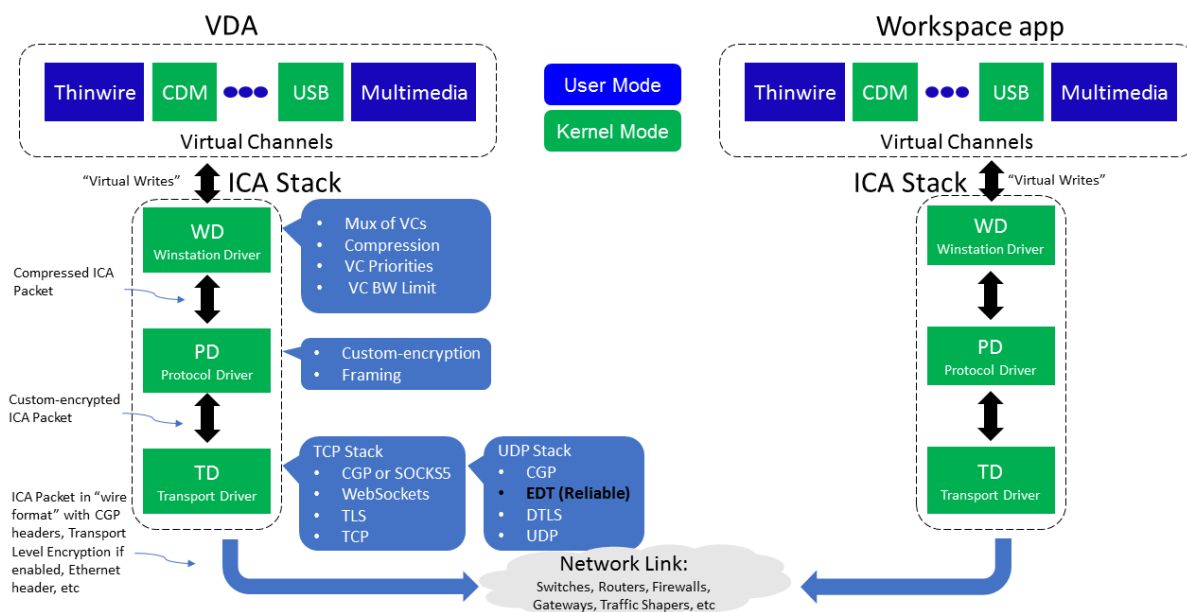 VDA
Thinwire
CDM
USB
Multimedia
Virtual Channels
User Mode
Kernel Mode
Workspace app
Thinwire
CDM
USB
Multimedia
Virtual Channels
“Virtual Writes”
ICA Stack
WD
Winstation Driver
• Mux of VCs
• Compression
• VC Priorities
• VC BW Limit
Compressed ICA
Packet
PD
Protocol Driver
• Custom-encryption
• Framing
Custom-encrypted
ICA Packet
TD
Transport Driver
TCP Stack
• CGP or SOCKS5
• WebSockets
• TLS
• TCP
UDP Stack
• CGP
• EDT (Reliable)
• DTLS
• UDP
ICA Packet in “wire
format” with CGP
headers, Transport
Level Encryption if
enabled, Ethernet
header, etc
Network Link:
Switches, Routers, Firewalls,
Gateways, Traffic Shapers, etc
ICA Stack
“Virtual Writes”
WD
Winstation Driver
PD
Protocol Driver
TD
Transport Driver